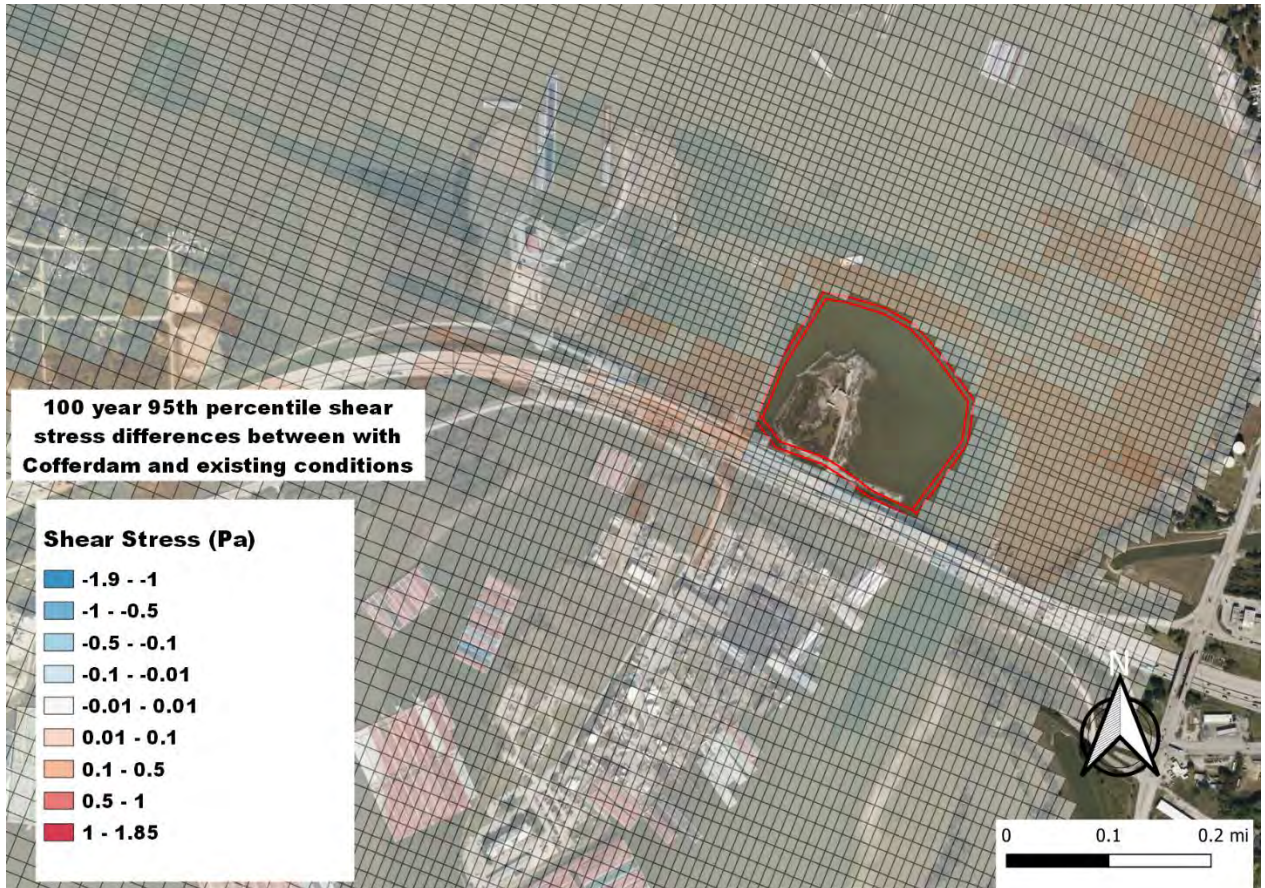 100 year 95th percentile shear
stress differences between with
Cofferdam and existing conditions
Shear Stress (Pa)
-1.9 - -1
-1 - -0.5
-0.5 - -0.1
-0.1 - -0.01
-0.01 - 0.01
0.01 - 0.1
0.1 - 0.5
0.5 - 1
1 - 1.85
N
0 0.1 0.2 mi